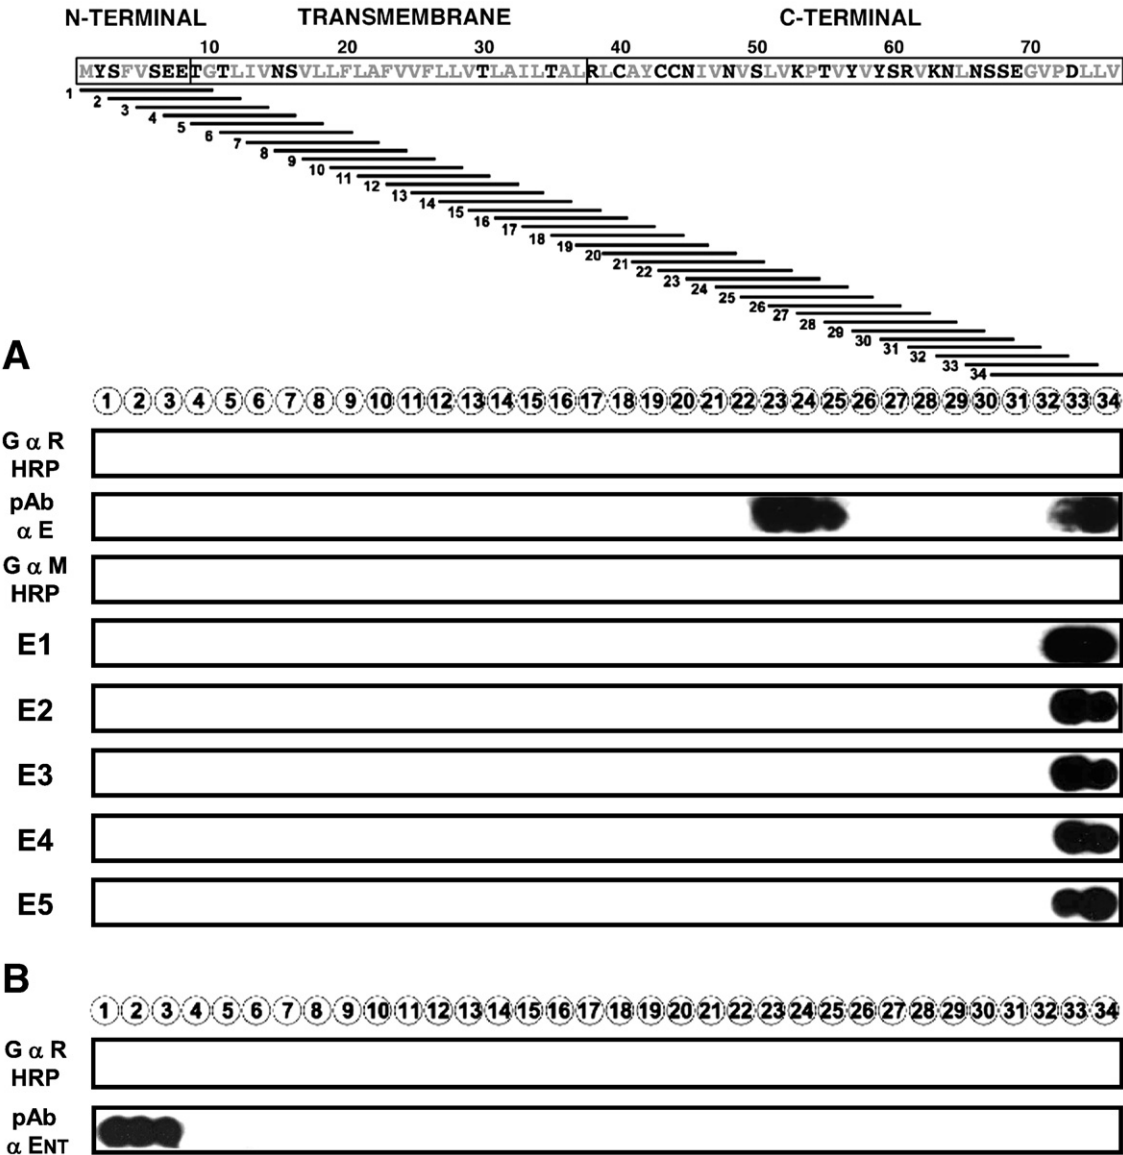 N-TERMINAL TRANSMEMBRANE C-TERMINAL
10 20 30 40 50 60 70
MYSFVSEETGTLIVNSVLLFLAFVVFLLVTLAILTALRLCAYCCNIVNVSLVKPTVYVYSRVKNLNSSEGVPDLLV
1
2
3
4
5
6
7
8
9
10
11
12
13
14
15
16
17
18
19
20
21
22
23
24
25
26
27
28
29
30
31
32
33
34
A
1 2 3 4 5 6 7 8 9 10 11 12 13 14 15 16 17 18 19 20 21 22 23 24 25 26 27 28 29 30 31 32 33 34
G α R
HRP
pAb
α E
G α M
HRP
E1
E2
E3
E4
E5
B
1 2 3 4 5 6 7 8 9 10 11 12 13 14 15 16 17 18 19 20 21 22 23 24 25 26 27 28 29 30 31 32 33 34
G α R
HRP
pAb
α ENT